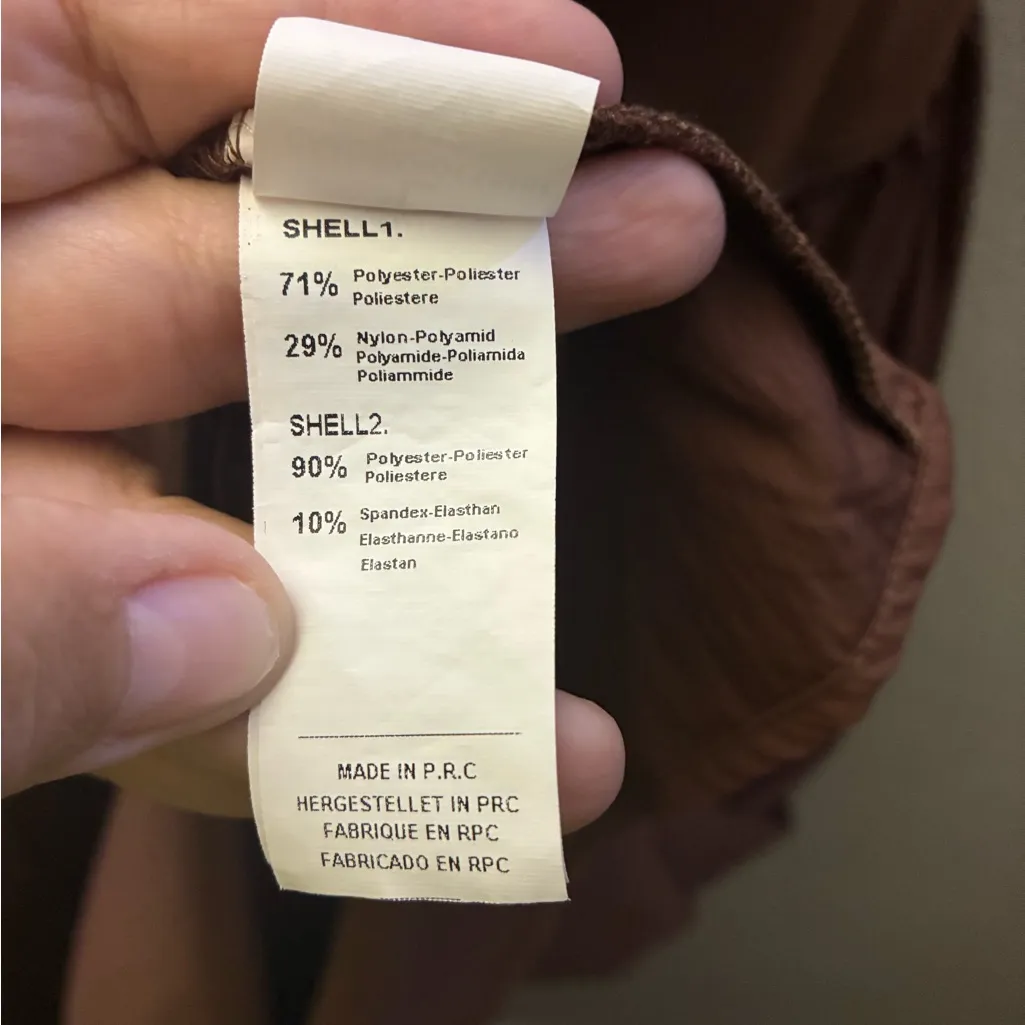 SHELL1.
71% Polyester-Poliester
Poliestere
29% Nylon-Polyamid
Polyamide-Poliamida
Poliammide
SHELL2.
90% Polyester-Poliester
Poliestere
10% Spandex-Elasthan
Elasthanne-Elastano
Elastan
MADE IN P.R.C
HERGESTELLET IN PRC
FABRIQUE EN RPC
FABRICADO EN RPC